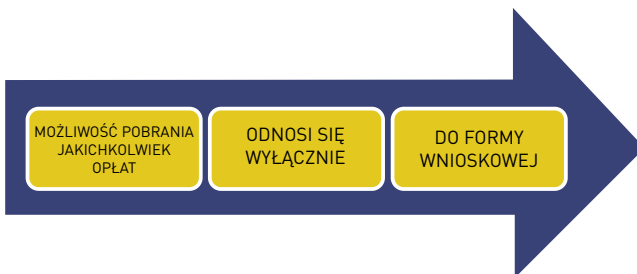 MOŻLIWOŚĆ POBRANIA
JAKICHKOLWIEK
OPŁAT
ODNOSI SIĘ
WYŁĄCZNIE
DO FORMY
WNIOSKOWEJ